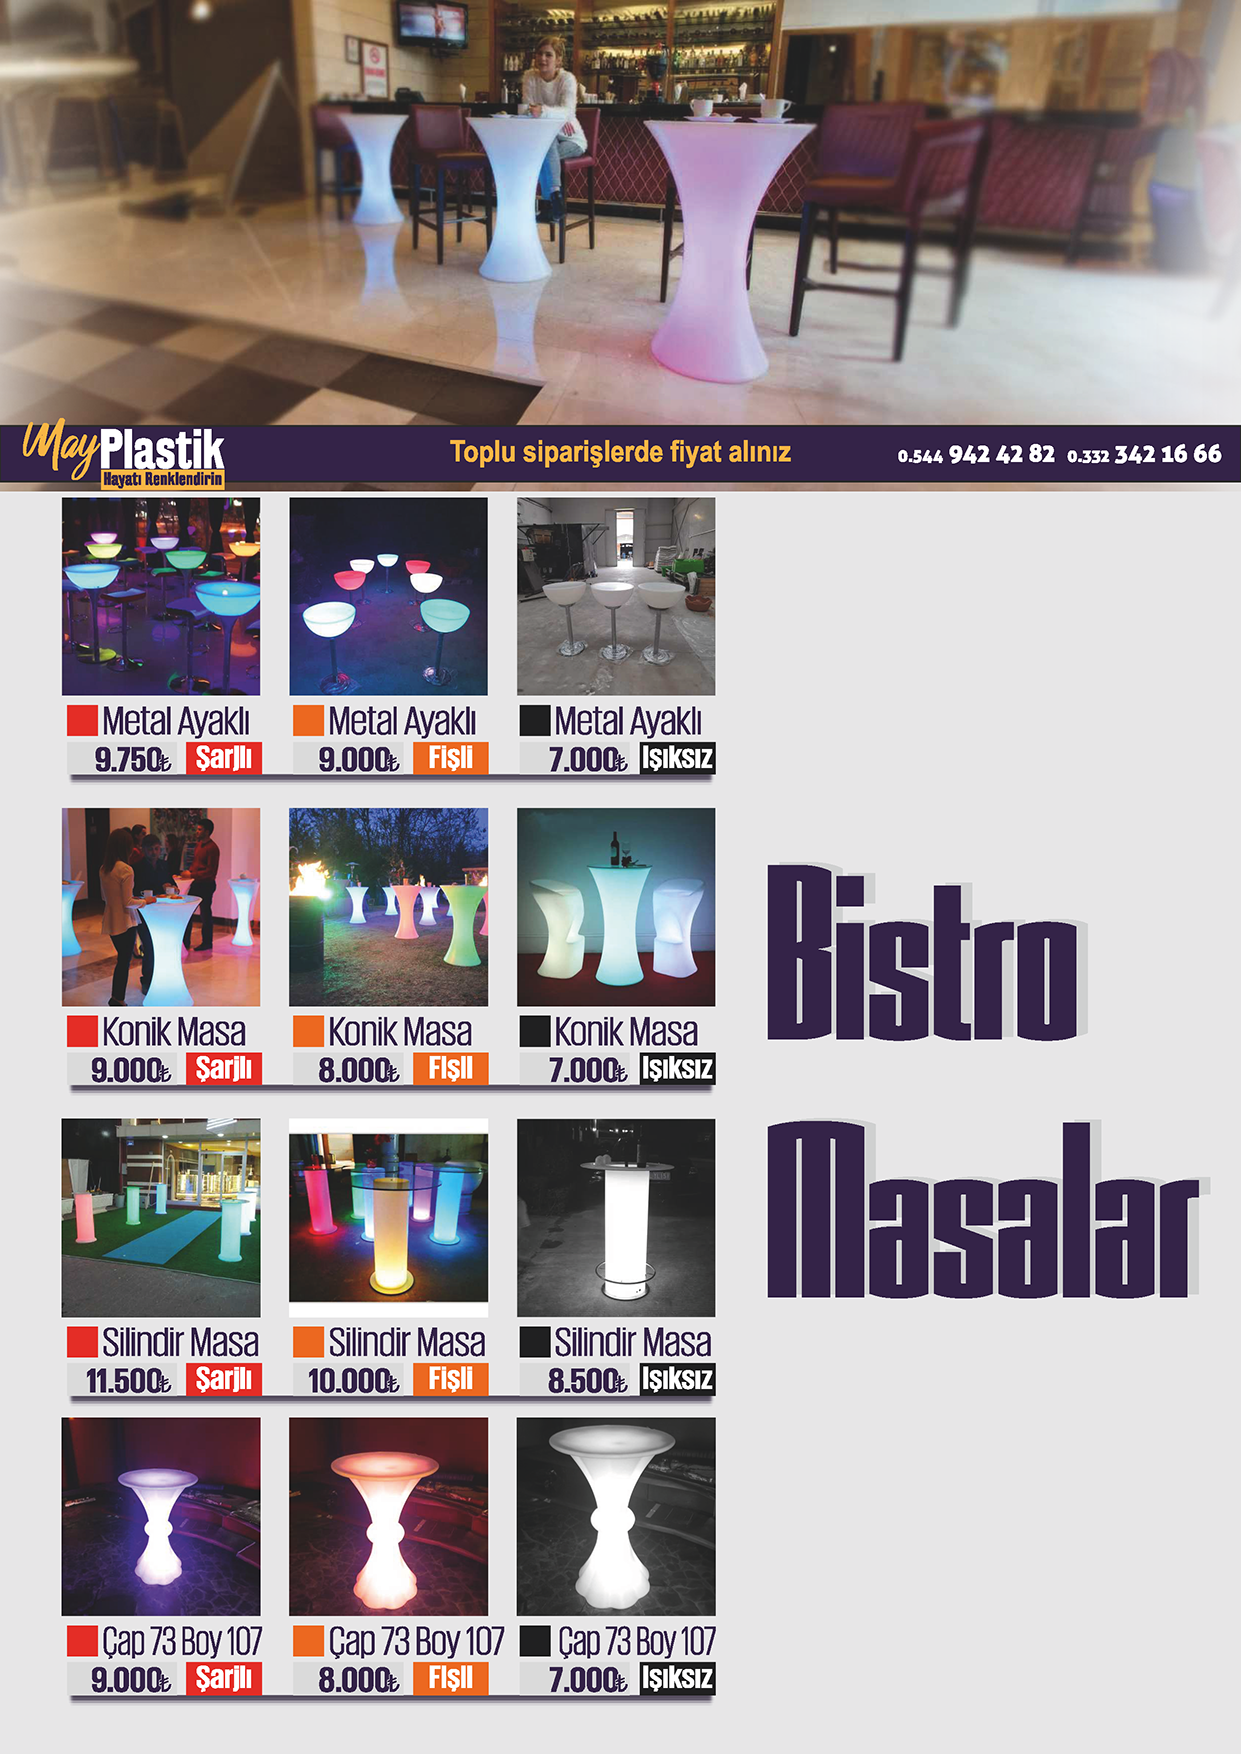 May Plastik
Hayatı Renklendirin
Toplu siparişlerde fiyat alınız
0.544 942 42 82 0.332 342 16 66
Metal Ayaklı
9.750₺ Şarjlı
Metal Ayaklı
9.000₺ Fişli
Metal Ayaklı
7.000₺ Işıksız
Konik Masa
9.000₺ Şarjlı
Konik Masa
8.000₺ Fişli
Konik Masa
7.000₺ Işıksız
Bistro
Masalar
Silindir Masa
11.500₺ Şarjlı
Silindir Masa
10.000₺ Fişli
Silindir Masa
8.500₺ Işıksız
Çap 73 Boy 107
9.000₺ Şarjlı
Çap 73 Boy 107
8.000₺ Fişli
Çap 73 Boy 107
7.000₺ Işıksız